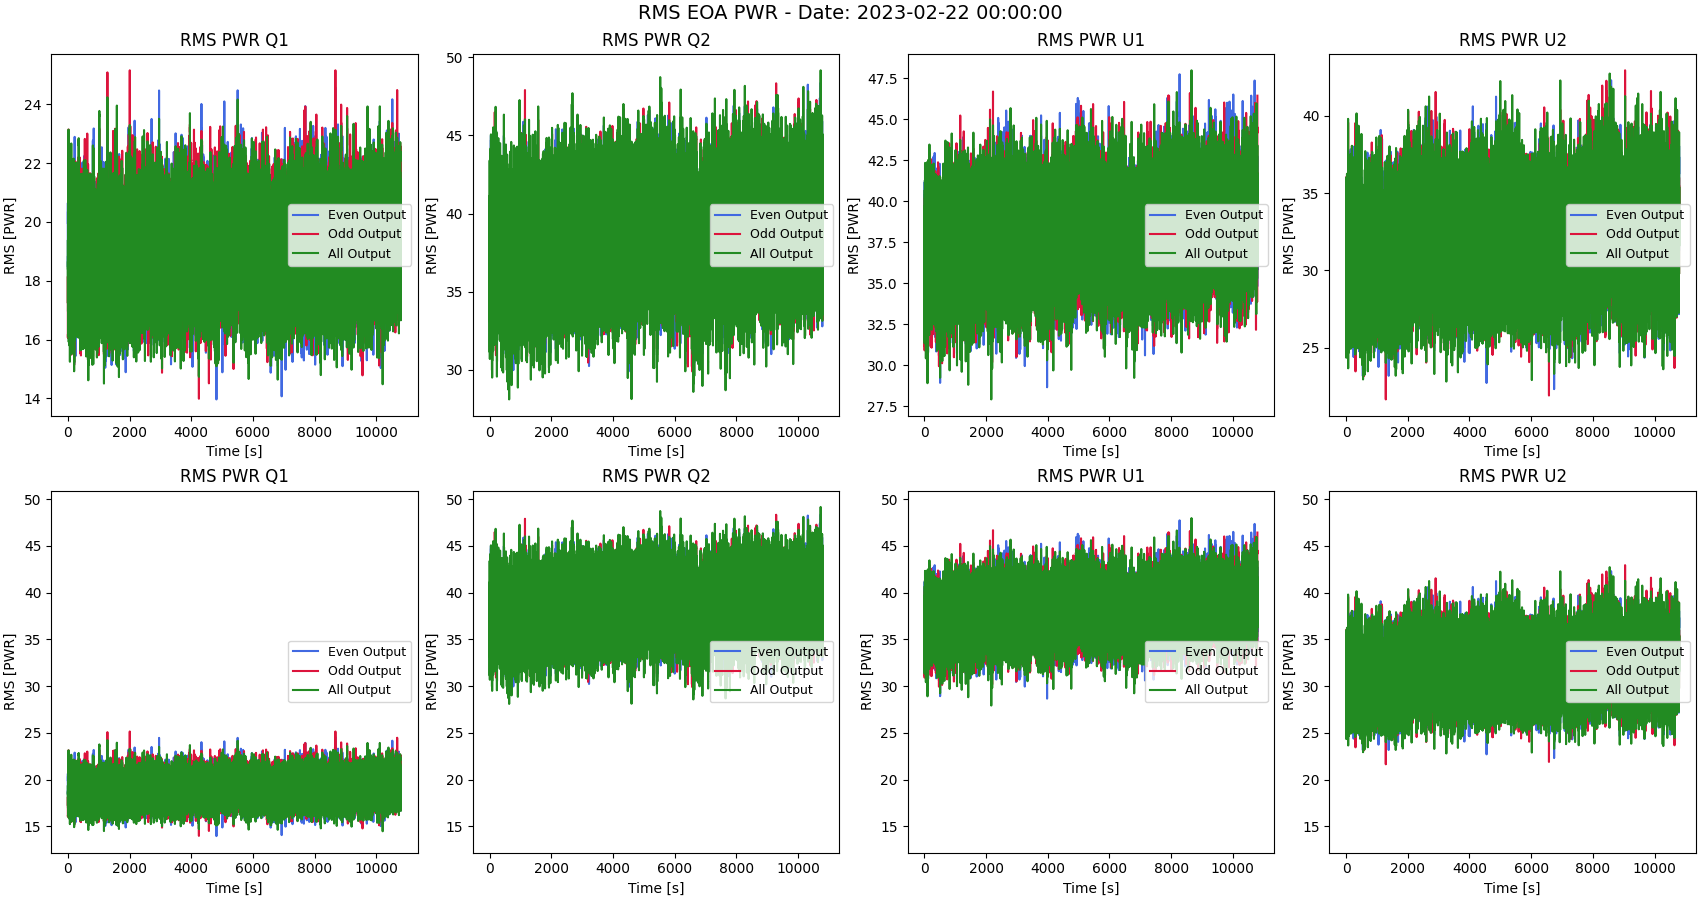 RMS EOA PWR - Date: 2023-02-22 00:00:00
RMS PWR Q1
RMS [PWR]
24
22
20
18
16
14
0 2000 4000 6000 8000 10000
Time [s]
Even Output
Odd Output
All Output
RMS PWR Q2
RMS [PWR]
50
45
40
35
30
0 2000 4000 6000 8000 10000
Time [s]
Even Output
Odd Output
All Output
RMS PWR U1
RMS [PWR]
47.5
45.0
42.5
40.0
37.5
35.0
32.5
30.0
27.5
0 2000 4000 6000 8000 10000
Time [s]
Even Output
Odd Output
All Output
RMS PWR U2
RMS [PWR]
40
35
30
25
0 2000 4000 6000 8000 10000
Time [s]
Even Output
Odd Output
All Output
RMS PWR Q1
RMS [PWR]
50
45
40
35
30
25
20
15
0 2000 4000 6000 8000 10000
Time [s]
Even Output
Odd Output
All Output
RMS PWR Q2
RMS [PWR]
50
45
40
35
30
25
20
15
0 2000 4000 6000 8000 10000
Time [s]
Even Output
Odd Output
All Output
RMS PWR U1
RMS [PWR]
50
45
40
35
30
25
20
15
0 2000 4000 6000 8000 10000
Time [s]
Even Output
Odd Output
All Output
RMS PWR U2
RMS [PWR]
50
45
40
35
30
25
20
15
0 2000 4000 6000 8000 10000
Time [s]
Even Output
Odd Output
All Output